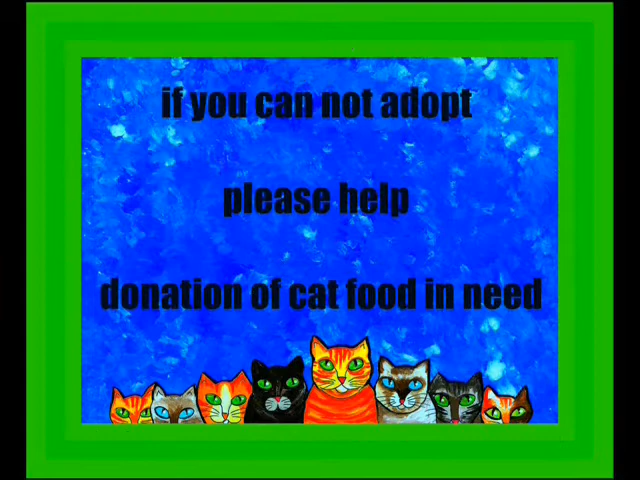 if you can not adopt
please help
donation of cat food in need